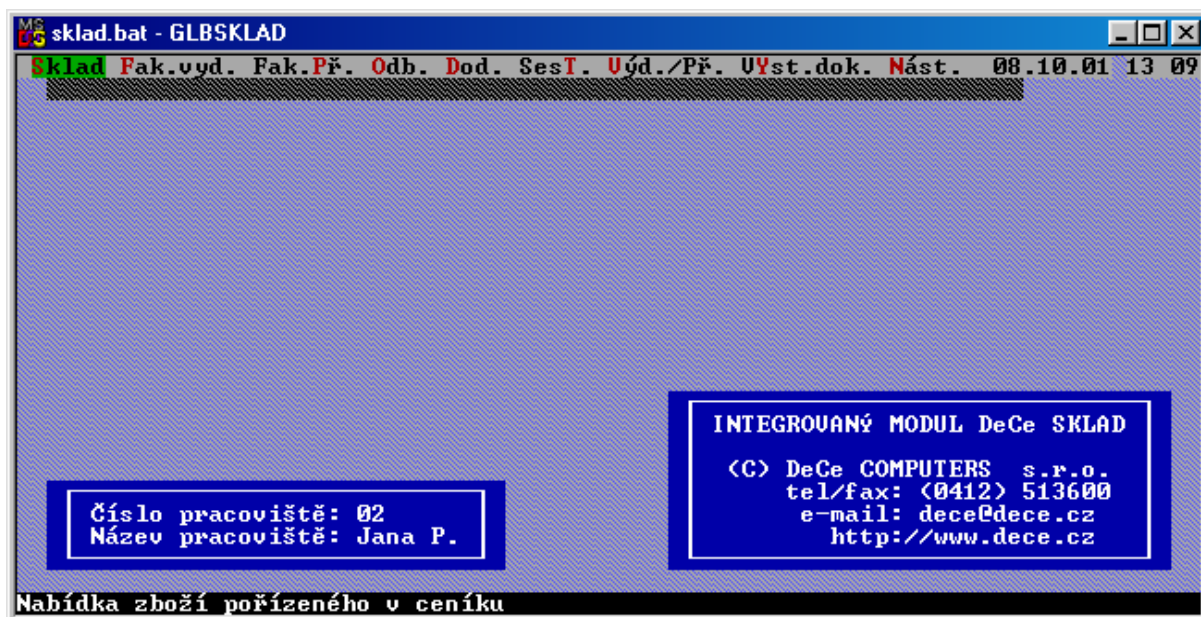 MS DOS sklad.bat - GLBSKLAD
Sklad Fak.vyd. Fak.Př. Odb. Dod. SesT. Výd./Př. VYst.dok. Nást. 08.10.01 13 09
INTEGROVANý MODUL DeCe SKLAD
(C) DeCe COMPUTERS s.r.o.
tel/fax: (0412) 513600
e-mail: dece@dece.cz
http://www.dece.cz
Číslo pracoviště: 02
Název pracoviště: Jana P.
Nabídka zboží pořízeného v ceníku